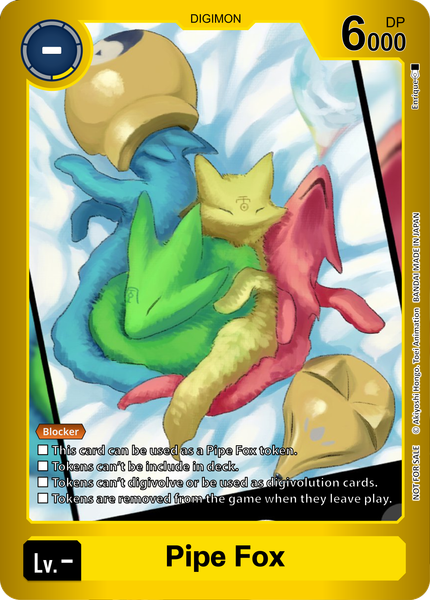 DIGIMON
–
DP
6000
Enrique
Blocker
This card can be used as a Pipe Fox token.
Tokens can't be include in deck.
Tokens can't digivolve or be used as digivolution cards.
Tokens are removed from the game when they leave play.
NOT FOR SALE © Akiyoshi Hongo, Toei Animation BANDAI MADE IN JAPAN
Lv.–
Pipe Fox